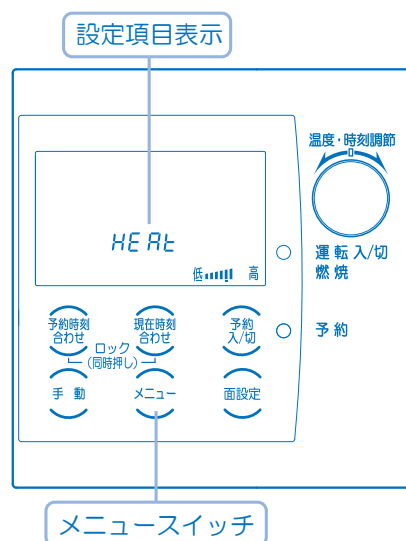 設定項目表示
温度・時刻調節
HEAt
低 高
運転 入/切
燃焼
予約時刻
合わせ
現在時刻
合わせ
予約
入/切
予約
ロック
(同時押し)
手 動
メニュー
面設定
メニュースイッチ